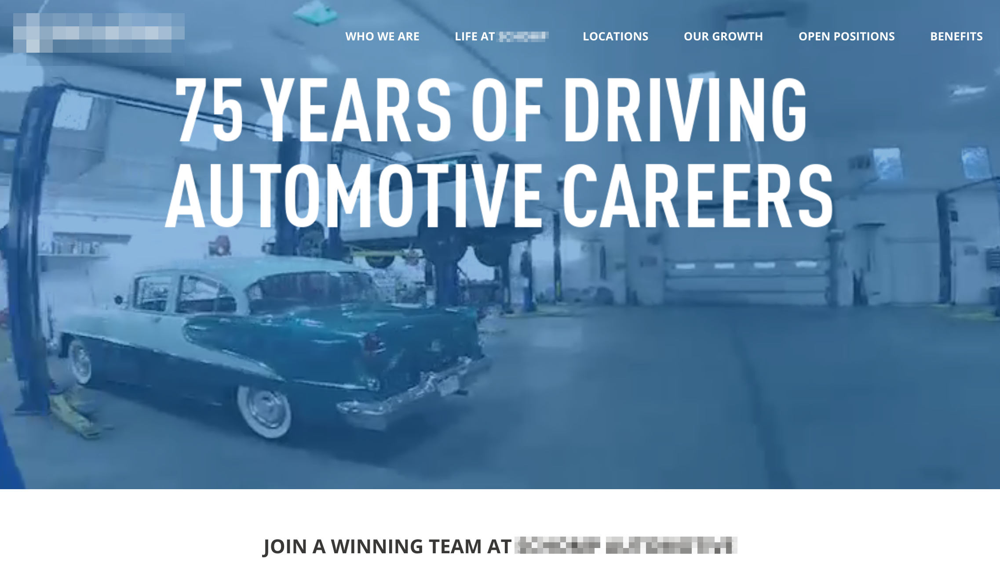 WHO WE ARE LIFE AT LOCATIONS OUR GROWTH OPEN POSITIONS BENEFITS
75 YEARS OF DRIVING
AUTOMOTIVE CAREERS
JOIN A WINNING TEAM AT